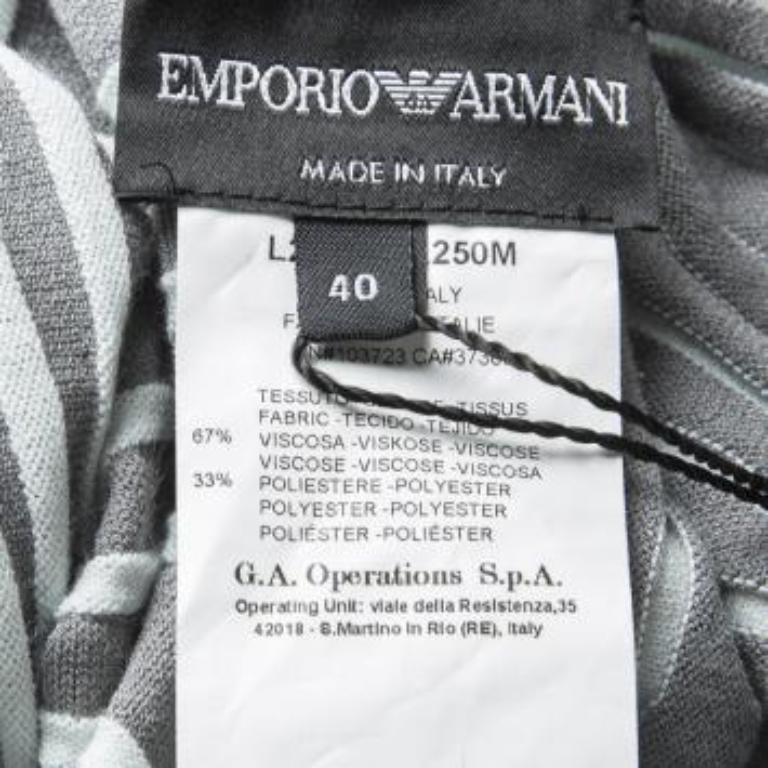 EMPORIO ARMANI
MADE IN ITALY
250M
40
N#103723
TESSUTO TISSUS
FABRIC -TECIDO -TEJIDO
67% VISCOSA -VISKOSE -VISCOSE
VISCOSE -VISCOSE -VISCOSA
33% POLIESTERE -POLYESTER
POLYESTER -POLYESTER
POLIÉSTER -POLIÉSTER
G.A. Operations S.p.A.
Operating Unit: viale della Resistenza,35
42018 - S.Martino in Rio (RE), Italy